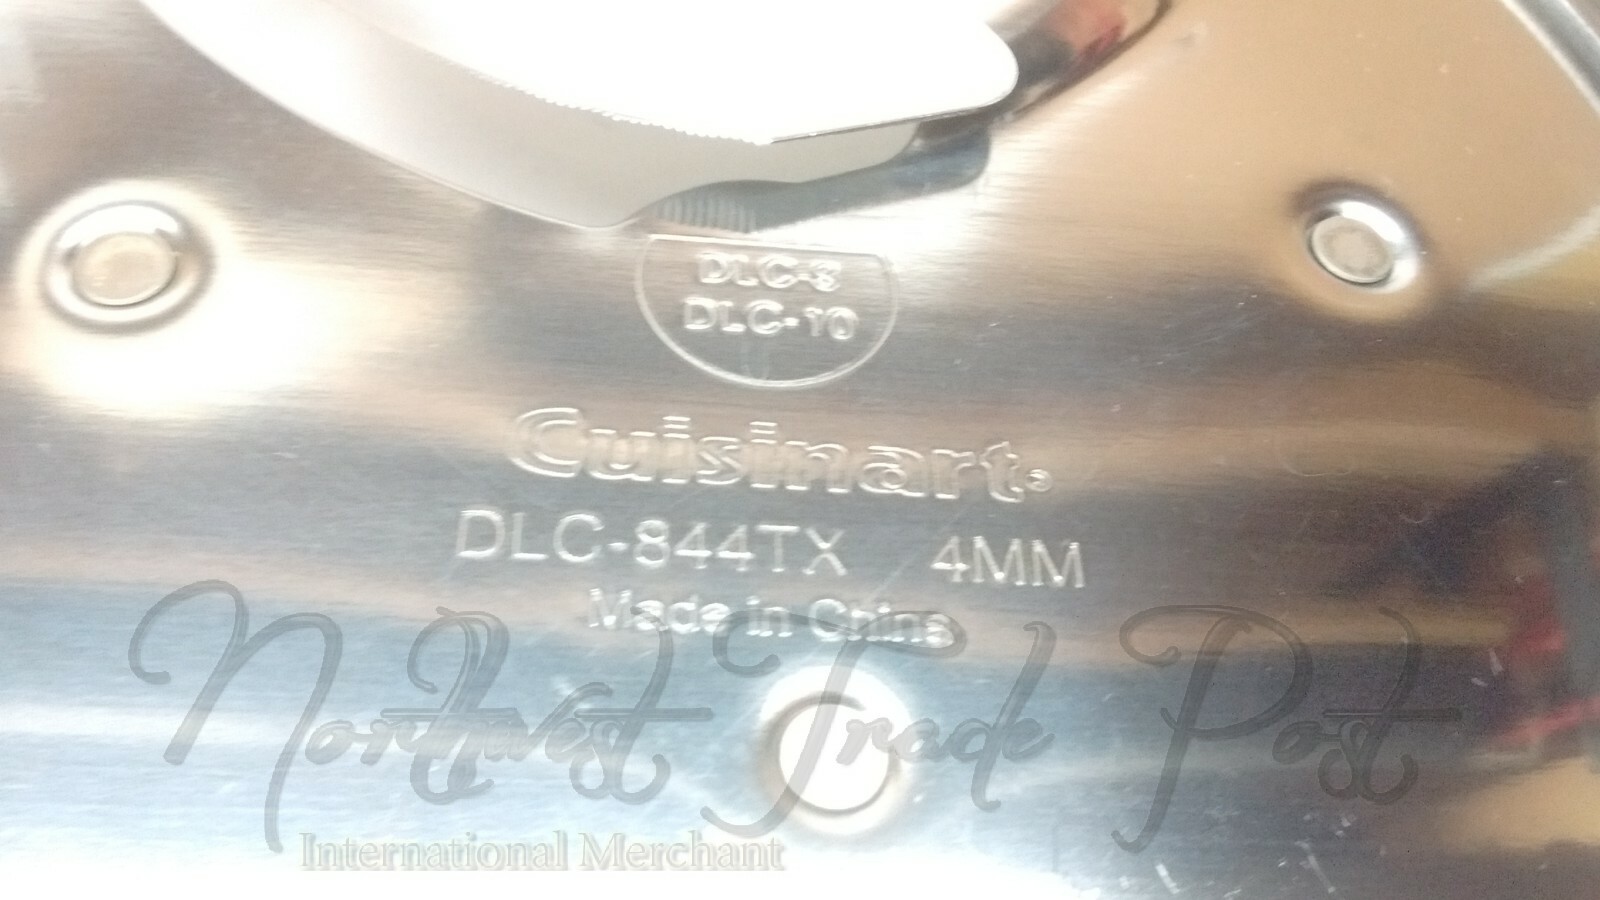 DLC-8
DLC-10
Cuisinart®
DLC-844TX 4MM
Made in China
Northwest Trade Post
International Merchant